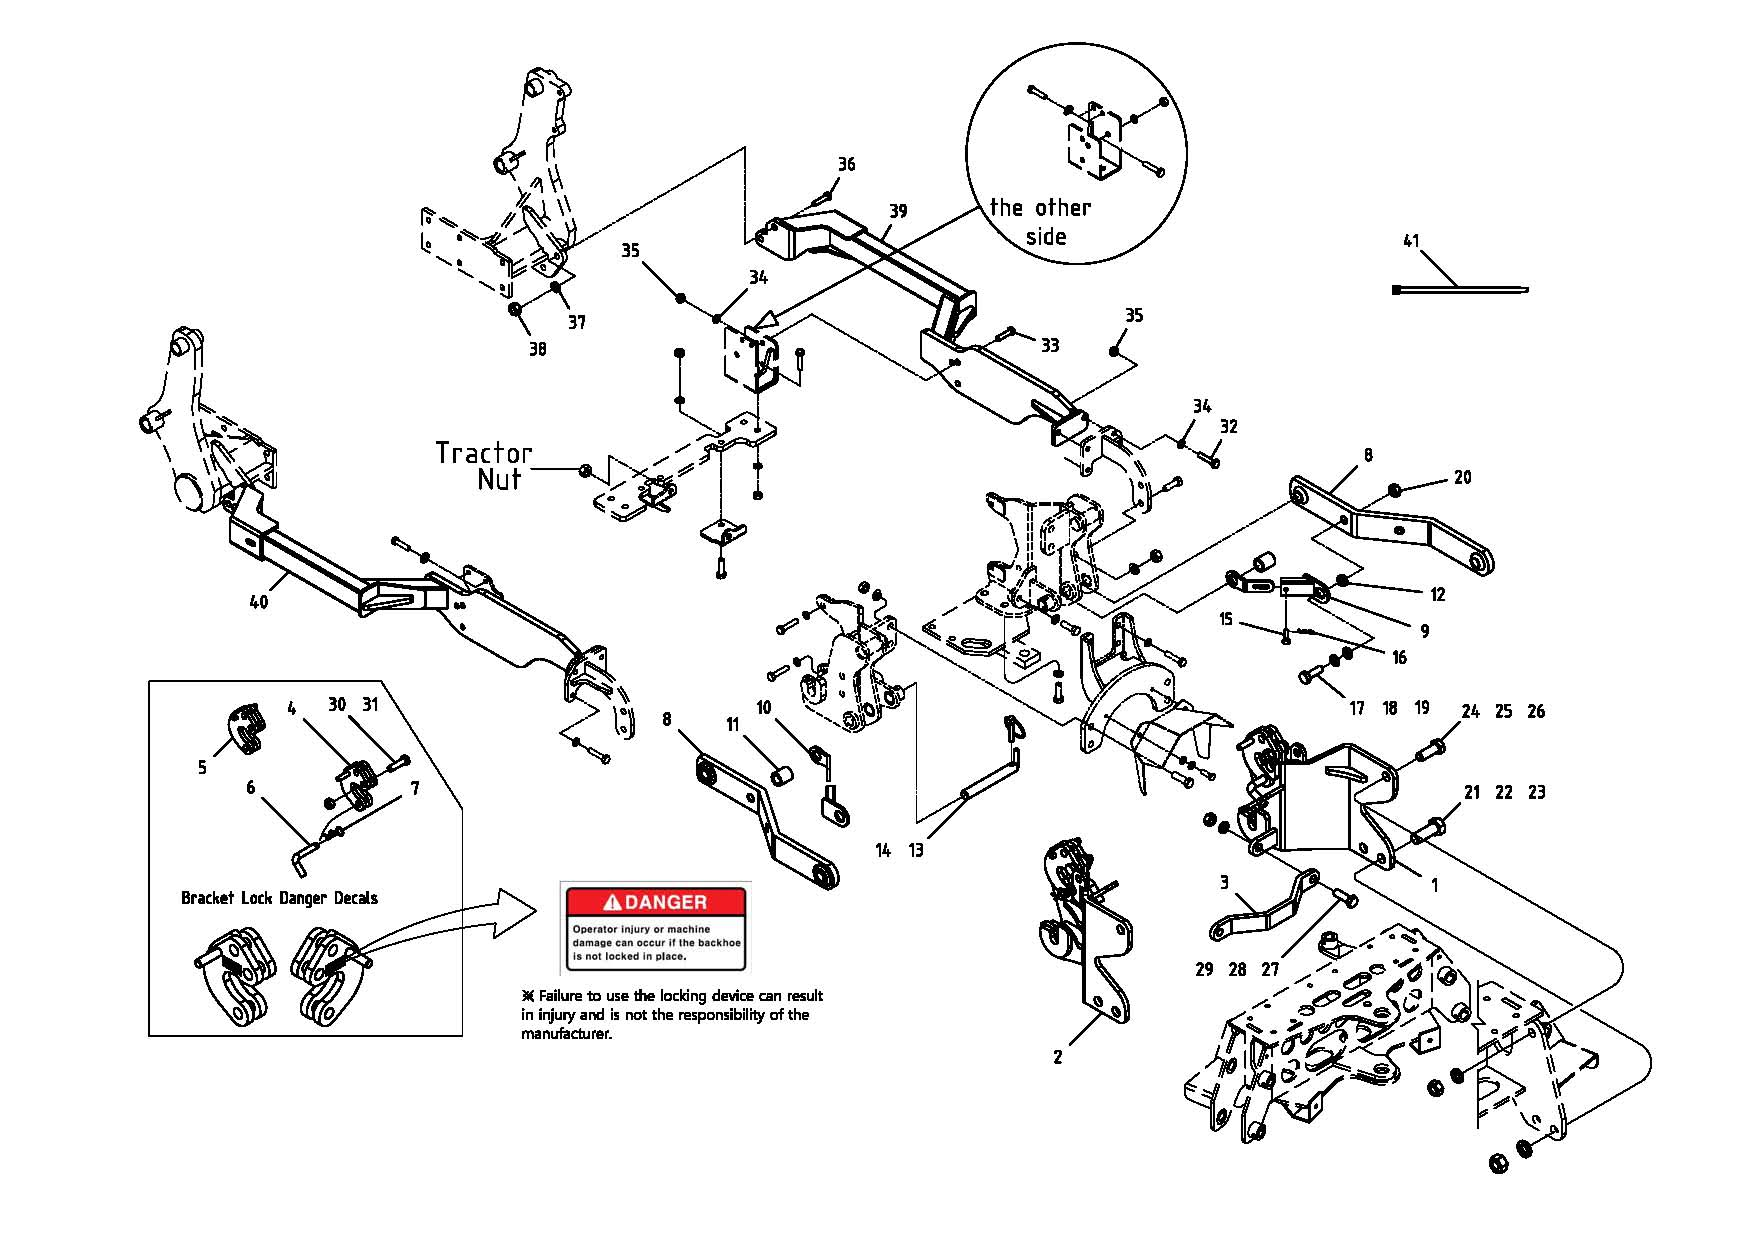 36
39
the other
side
41
35
34
37
38
35
33
34
32
8
20
Tractor
Nut
12
15
9
16
40
17 18 19
10
11
8
24 25 26
4
30 31
5
6
7
21 22 23
14 13
3
1
Bracket Lock Danger Decals
DANGER
Operator injury or machine
damage can occur if the backhoe
is not locked in place.
29 28 27
※ Failure to use the locking device can result
in injury and is not the responsibility of the
manufacturer.
2